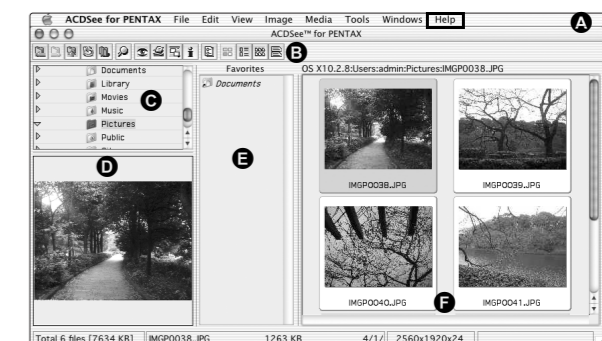 ACDSee for PENTAX File Edit View Image Media Tools Windows Help A
ACDSee™ for PENTAX
B
Documents
Library
Movies
Music
Pictures
Public
C
Favorites
Documents
E
OS X10.2.8:Users:admin:Pictures:IMGP0038.JPG
D
IMGP0038.JPG IMGP0039.JPG
IMGP0040.JPG F IMGP0041.JPG
Total 6 files [7634 KB] IMGP0038.JPG 1263 KB 4/1/ 2560x1920x24